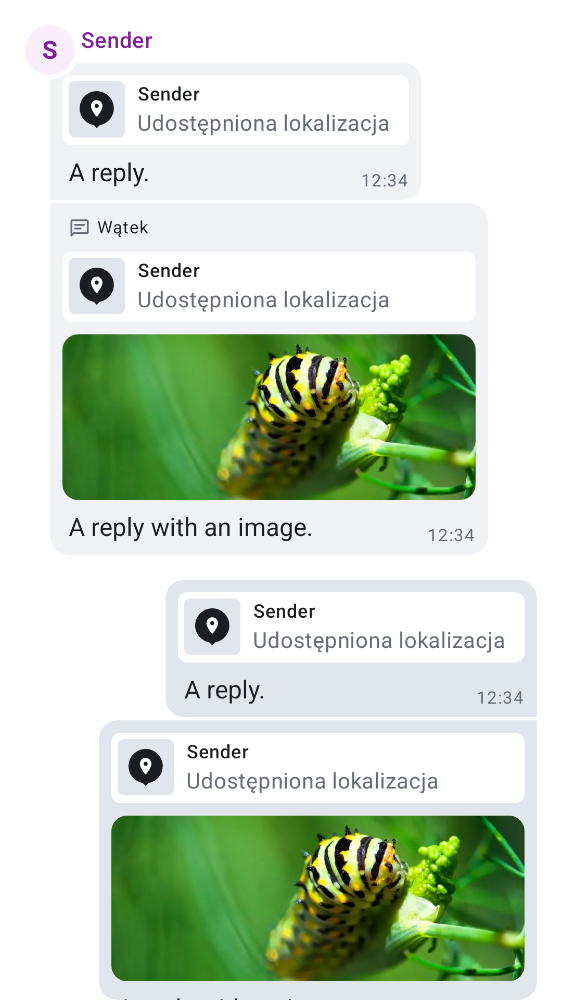 S
Sender
Sender
Udostępniona lokalizacja
A reply.
12:34
Wątek
Sender
Udostępniona lokalizacja
A reply with an image.
12:34
Sender
Udostępniona lokalizacja
A reply.
12:34
Sender
Udostępniona lokalizacja